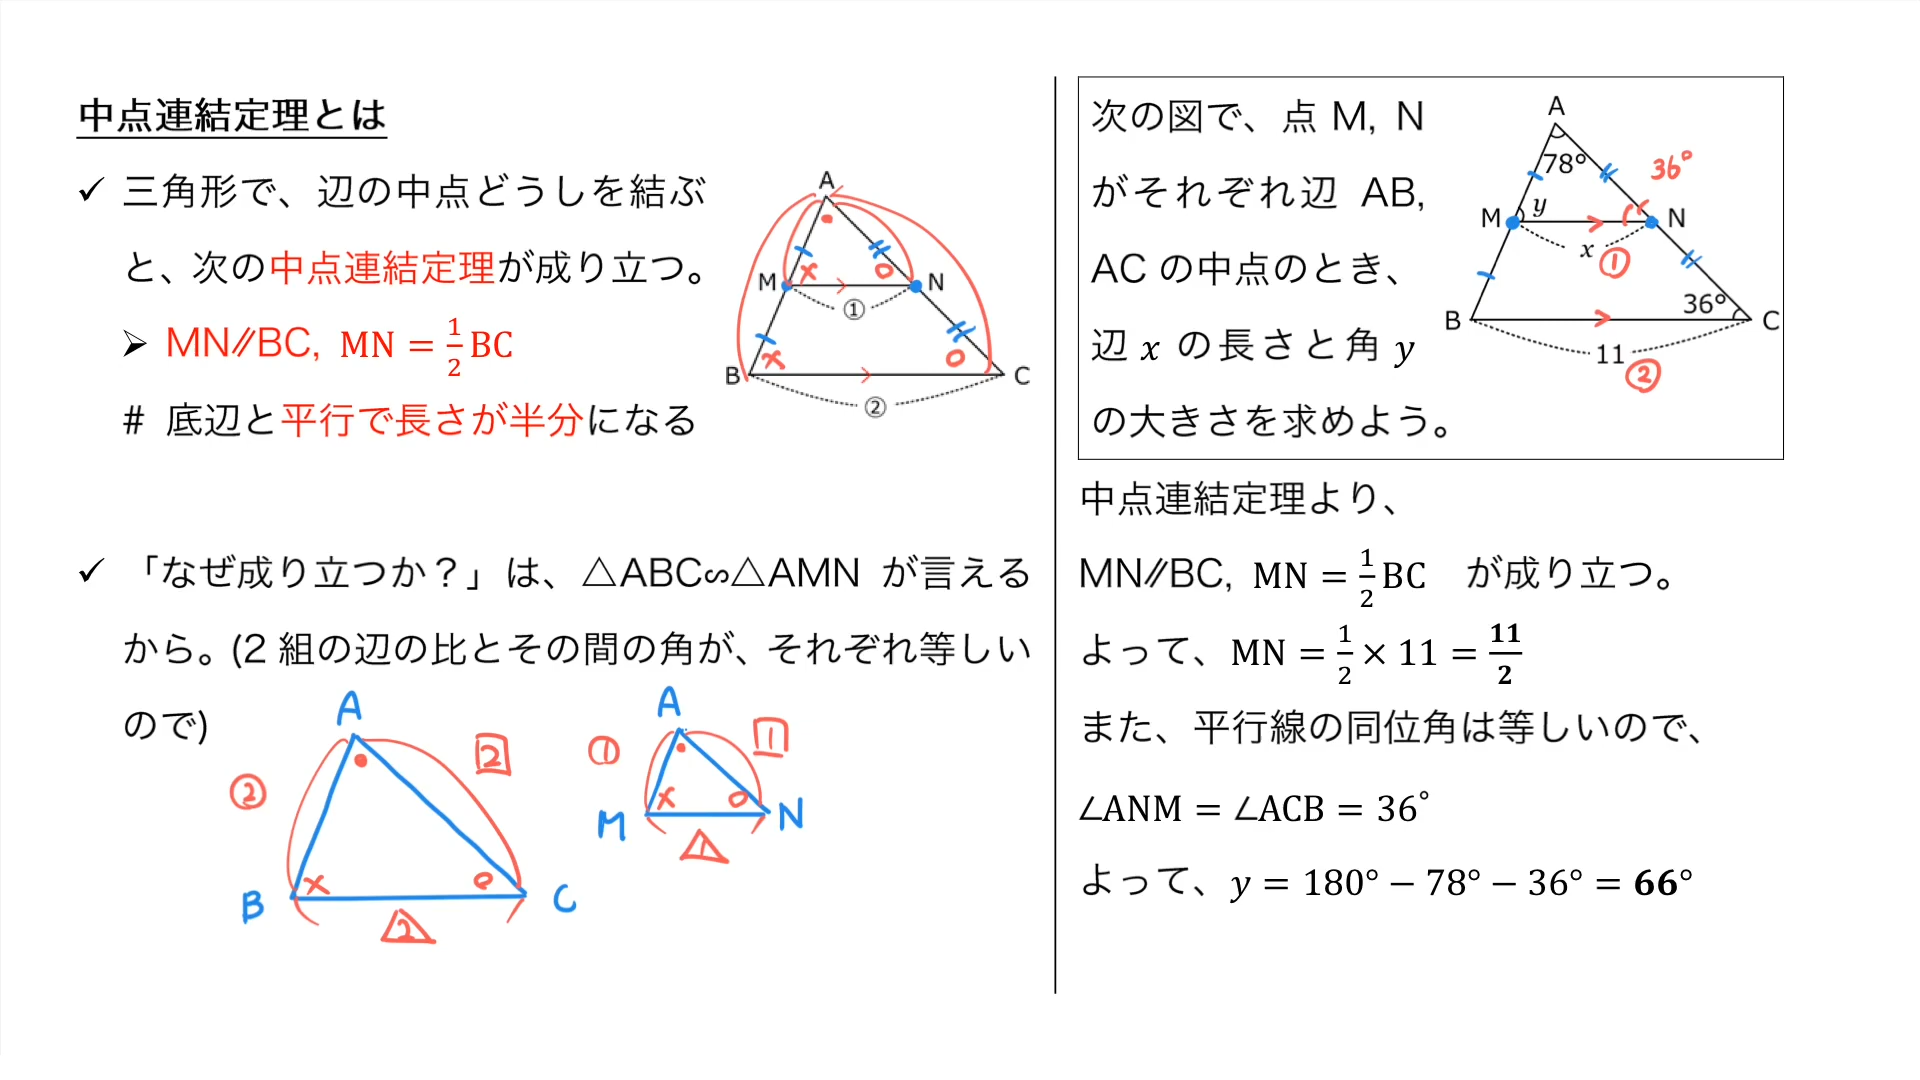 中点連結定理とは
✓ 三角形で、辺の中点どうしを結ぶ
と、次の中点連結定理が成り立つ。
➢ MN//BC, MN = 1/2 BC
# 底辺と平行で長さが半分になる
A
M
N
①
B
C
②
✓ 「なぜ成り立つか？」は、△ABC∽△AMN が言える
から。(2 組の辺の比とその間の角が、それぞれ等しい
ので)
A
②
2
B
C
2
A
①
1
M
N
1
次の図で、点 M, N
がそれぞれ辺 AB,
AC の中点のとき、
辺 x の長さと角 y
の大きさを求めよう。
A
78°
36°
M
y
N
x
①
36°
B
C
11
②
中点連結定理より、
MN//BC, MN = 1/2 BC が成り立つ。
よって、MN = 1/2 × 11 = 11/2
また、平行線の同位角は等しいので、
∠ANM = ∠ACB = 36°
よって、y = 180° − 78° − 36° = 66°